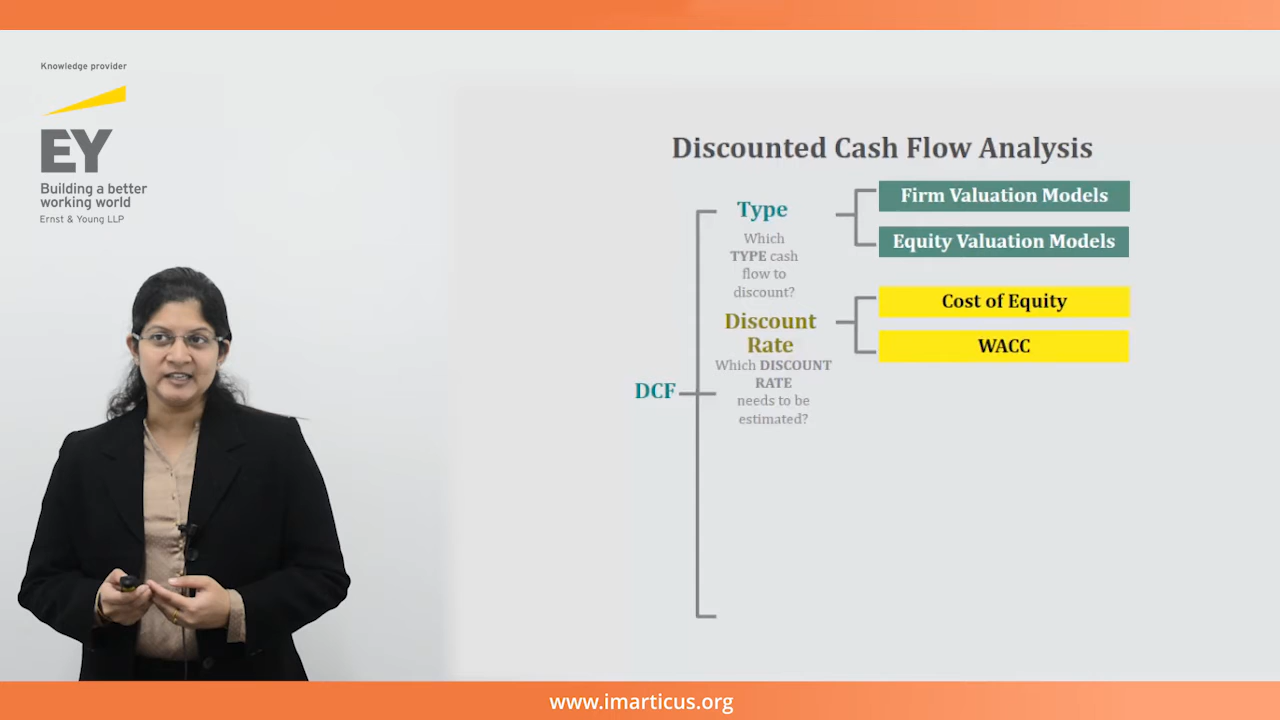 Knowledge provider
EY
Building a better
working world
Ernst & Young LLP
Discounted Cash Flow Analysis
Type
Which
TYPE cash
flow to
discount?
Firm Valuation Models
Equity Valuation Models
Discount
Rate
Which DISCOUNT
RATE
needs to be
estimated?
Cost of Equity
WACC
DCF
www.imarticus.org